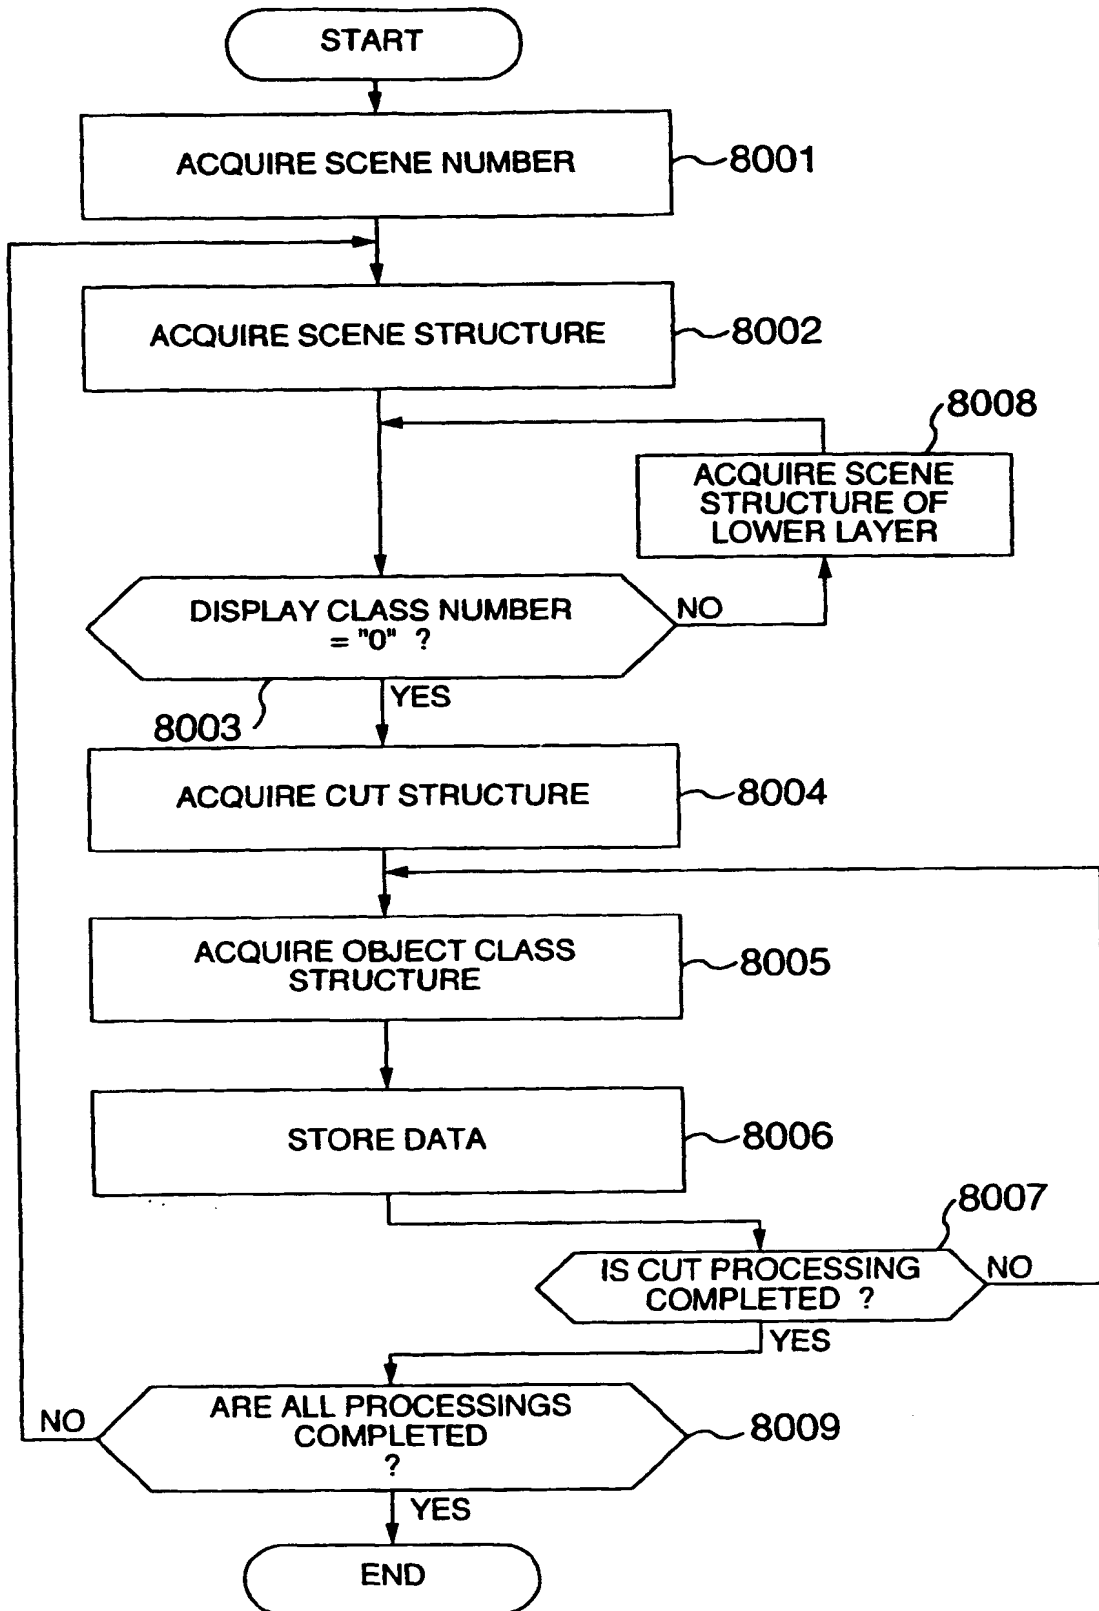 START
ACQUIRE SCENE NUMBER
8001
ACQUIRE SCENE STRUCTURE
8002
8008
ACQUIRE SCENE
STRUCTURE OF
LOWER LAYER
DISPLAY CLASS NUMBER
= "0" ?
NO
YES
8003
ACQUIRE CUT STRUCTURE
8004
ACQUIRE OBJECT CLASS
STRUCTURE
8005
STORE DATA
8006
8007
IS CUT PROCESSING
COMPLETED ?
NO
YES
ARE ALL PROCESSINGS
COMPLETED
?
NO
8009
YES
END